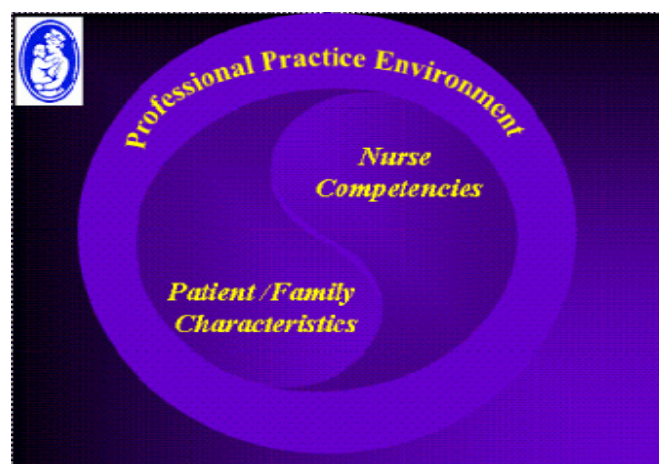 Professional Practice Environment
Nurse
Competencies
Patient /Family
Characteristics